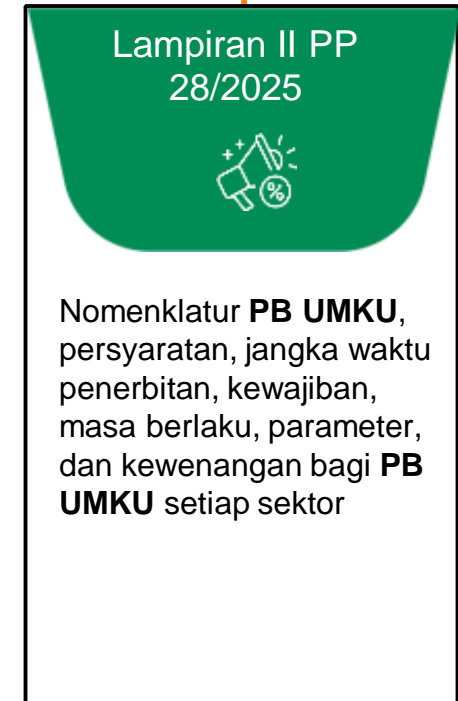 Lampiran II PP
28/2025
%
Nomenklatur PB UMKU,
persyaratan, jangka waktu
penerbitan, kewajiban,
masa berlaku, parameter,
dan kewenangan bagi PB
UMKU setiap sektor